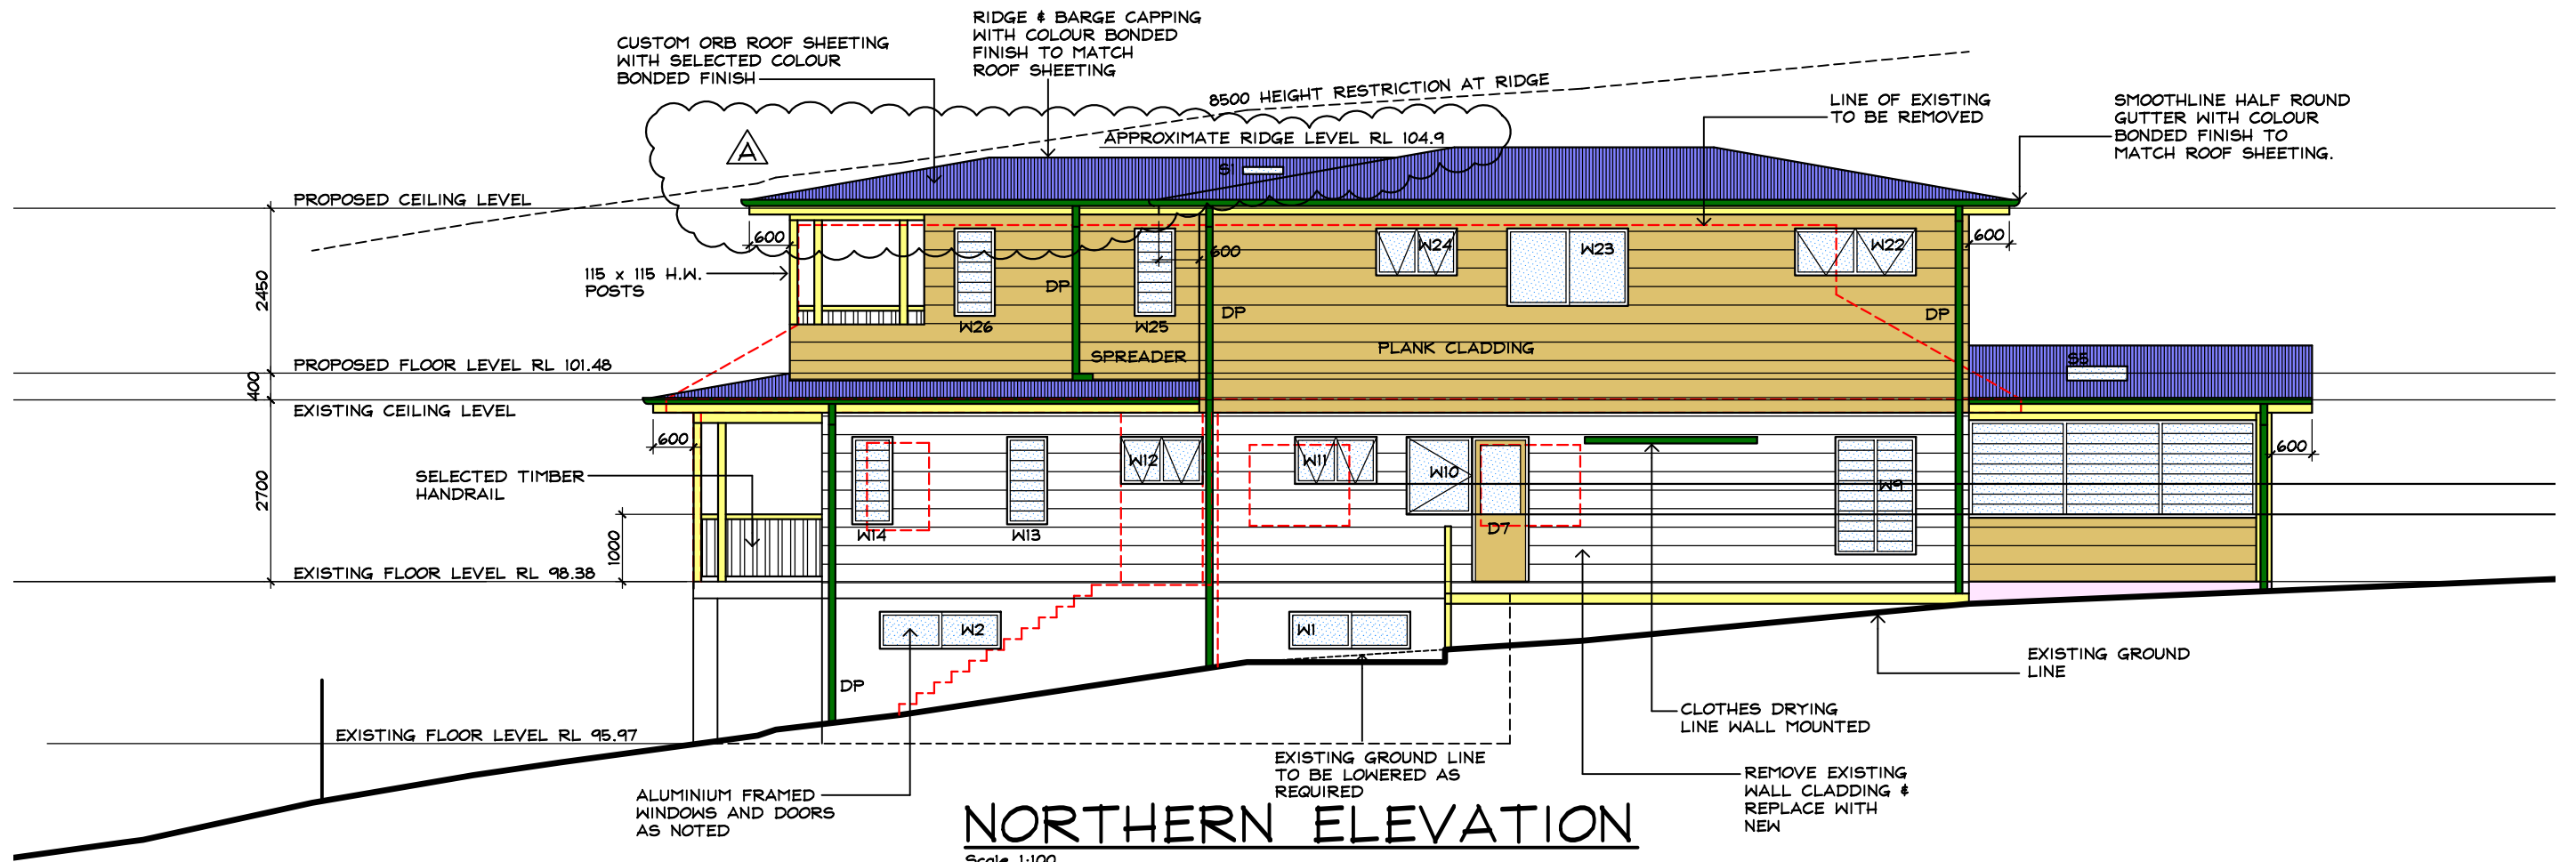 RIDGE & BARGE CAPPING
WITH COLOUR BONDED
FINISH TO MATCH
ROOF SHEETING
CUSTOM ORB ROOF SHEETING
WITH SELECTED COLOUR
BONDED FINISH
8500 HEIGHT RESTRICTION AT RIDGE
LINE OF EXISTING
TO BE REMOVED
SMOOTHLINE HALF ROUND
GUTTER WITH COLOUR
BONDED FINISH TO
MATCH ROOF SHEETING.
A
APPROXIMATE RIDGE LEVEL RL 104.9
S1
PROPOSED CEILING LEVEL
600
600
600
W24
W23
W22
115 x 115 H.W.
POSTS
2450
DP
DP
DP
W26
W25
SPREADER
PLANK CLADDING
S5
PROPOSED FLOOR LEVEL RL 101.48
400
EXISTING CEILING LEVEL
600
600
W12
W11
W10
W9
SELECTED TIMBER
HANDRAIL
2700
W14
W13
D7
1000
EXISTING FLOOR LEVEL RL 98.38
W2
W1
EXISTING GROUND
LINE
DP
CLOTHES DRYING
LINE WALL MOUNTED
EXISTING FLOOR LEVEL RL 95.97
EXISTING GROUND LINE
TO BE LOWERED AS
REQUIRED
REMOVE EXISTING
WALL CLADDING &
REPLACE WITH
NEW
ALUMINIUM FRAMED
WINDOWS AND DOORS
AS NOTED
NORTHERN ELEVATION
Scale 1:100